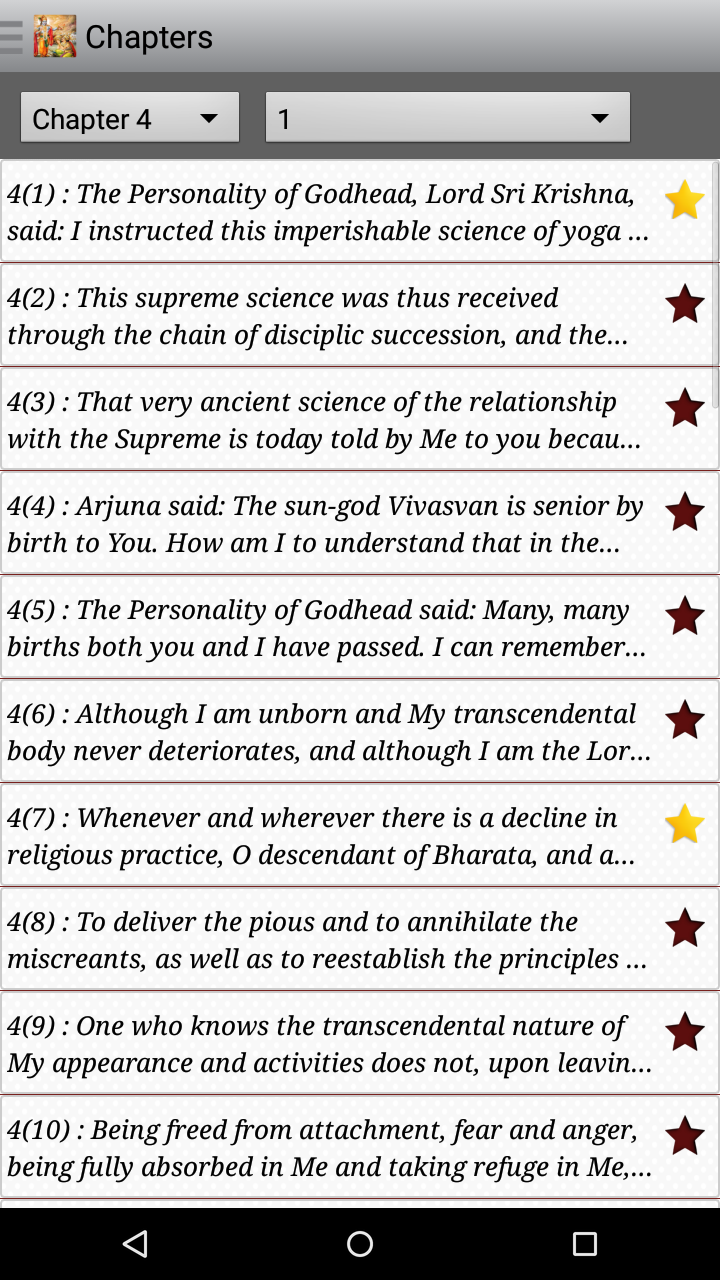 Chapters
Chapter 4
1
4(1) : The Personality of Godhead, Lord Sri Krishna,
said: I instructed this imperishable science of yoga ...
4(2) : This supreme science was thus received
through the chain of disciplic succession, and the...
4(3) : That very ancient science of the relationship
with the Supreme is today told by Me to you becau...
4(4) : Arjuna said: The sun-god Vivasvan is senior by
birth to You. How am I to understand that in the...
4(5) : The Personality of Godhead said: Many, many
births both you and I have passed. I can remember...
4(6) : Although I am unborn and My transcendental
body never deteriorates, and although I am the Lor...
4(7) : Whenever and wherever there is a decline in
religious practice, O descendant of Bharata, and a...
4(8) : To deliver the pious and to annihilate the
miscreants, as well as to reestablish the principles ...
4(9) : One who knows the transcendental nature of
My appearance and activities does not, upon leavin...
4(10) : Being freed from attachment, fear and anger,
being fully absorbed in Me and taking refuge in Me,...